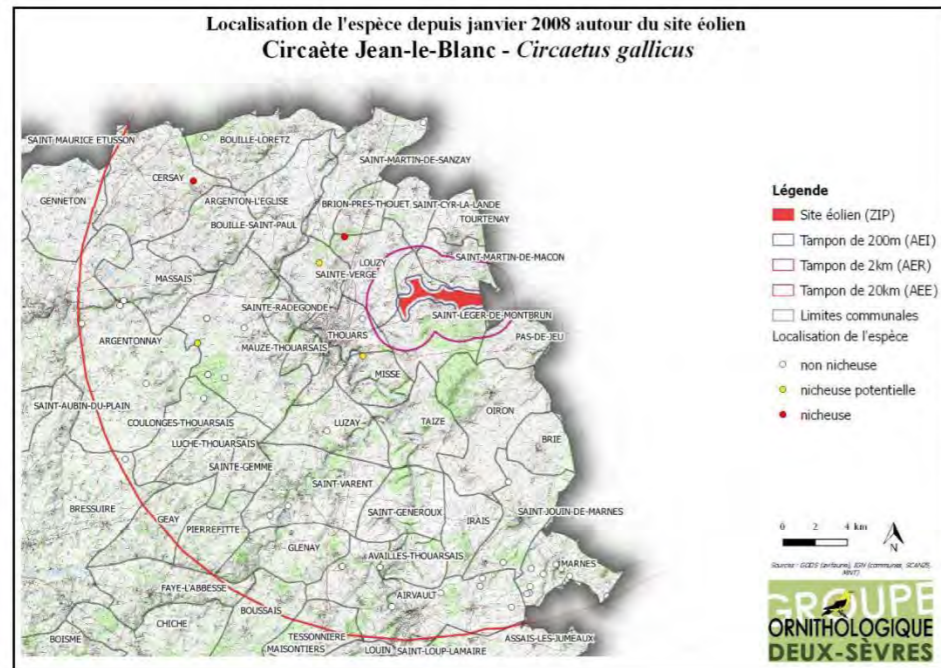 Localisation de l'espèce depuis janvier 2008 autour du site éolien
Circaète Jean-le-Blanc - Circaetus gallicus
SAINT MAURICE ETUSSON
BOUILLE-LORETZ
SAINT-MARTIN-DE-SANZAY
CERSAY
GENNETON
ARGENTON-L'EGLISE
BRION-PRES-THOUET
SAINT-CYR-LA-LANDE
TOURTENAY
BOUILLE-SAINT-PAUL
LOUZY
SAINT-MARTIN-DE-MACON
SAINTE-VERGE
MASSAIS
SAINTE-RADEGONDE
SAINT-LEGER-DE-MONTBRUN
THOUARS
PAS-DE-JEU
ARGENTONNAY
MAUZE-THOUARSAIS
MISSE
SAINT-AUBIN-DU-PLAIN
OIRON
COULONGES-THOUARSAIS
LUZAY
TAIZE
LUCHE-THOUARSAIS
BRIE
SAINTE-GEMME
SAINT-VARENT
BRESSUIRE
SAINT-GENEROUX
SAINT-JOUIN-DE-MARNES
GEAY
IRAIS
PIERREFITTE
GLENAY
AVAILLES-THOUARSAIS
MARNES
FAYE-L'ABBESSE
AIRVAULT
BOUSSAIS
CHICHE
BOISME
TESSONNIERE
ASSAIS-LES-JUMEAUX
MAISONTIERS
LOUIN
SAINT-LOUP-LAMAIRE
Légende
Site éolien (ZIP)
Tampon de 200m (AEI)
Tampon de 2km (AER)
Tampon de 20km (AEE)
Limites communales
Localisation de l'espèce
non nicheuse
nicheuse potentielle
nicheuse
0 2 4 km
N
Sources : GODS (avifaune), IGN (communes, SCAN25, MNT)
GROUPE
ORNITHOLOGIQUE
DEUX-SÈVRES